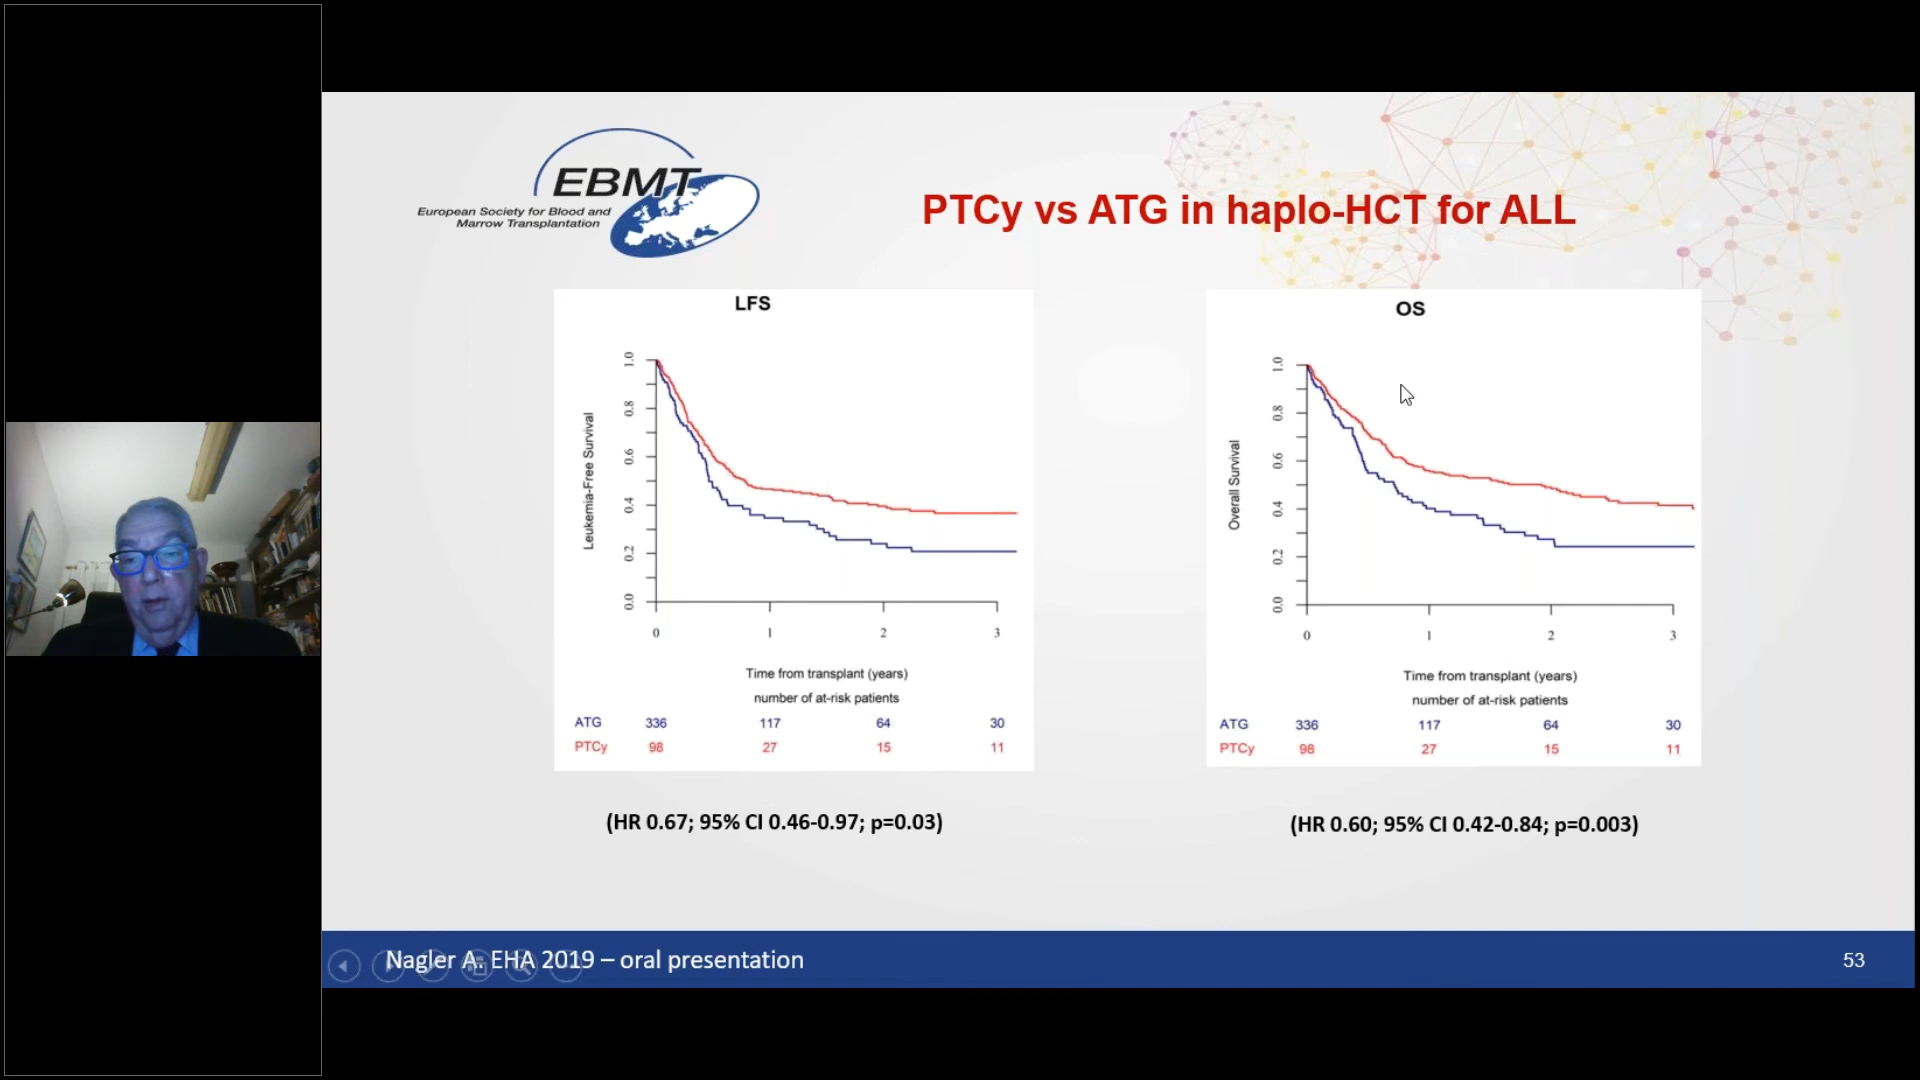 EBMT
European Society for Blood and
Marrow Transplantation
PTCy vs ATG in haplo-HCT for ALL
LFS
Leukemia-Free Survival
1.0
0.8
0.6
0.4
0.2
0.0
0 1 2 3
Time from transplant (years)
number of at-risk patients
ATG 336 117 64 30
PTCy 98 27 15 11
(HR 0.67; 95% CI 0.46-0.97; p=0.03)
OS
Overall Survival
1.0
0.8
0.6
0.4
0.2
0.0
0 1 2 3
Time from transplant (years)
number of at-risk patients
ATG 336 117 64 30
PTCy 98 27 15 11
(HR 0.60; 95% CI 0.42-0.84; p=0.003)
Nagler A. EHA 2019 – oral presentation
53